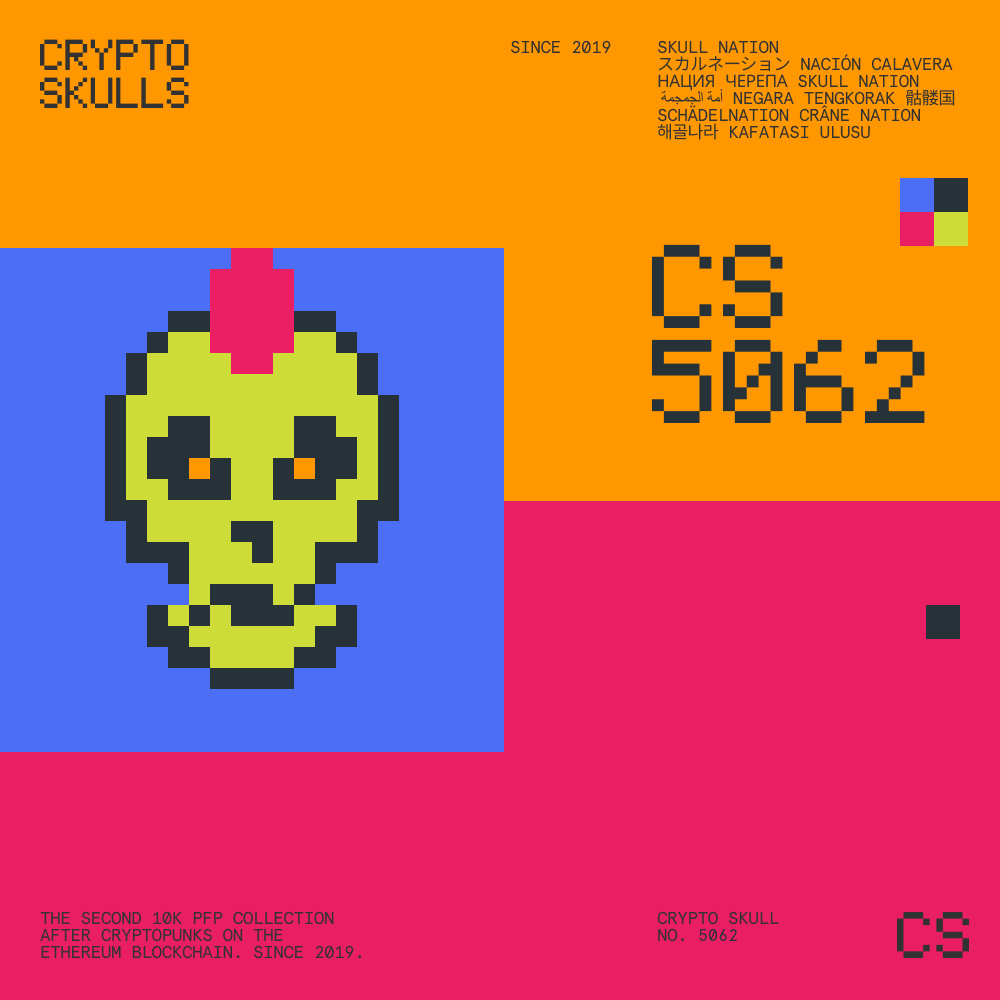 CRYPTO
SKULLS
SINCE 2019
SKULL NATION
スカルネーション NACIÓN CALAVERA
НАЦИЯ ЧЕРЕПА SKULL NATION
أمة الجمجمة NEGARA TENGKORAK 骷髅国
SCHÄDELNATION CRÂNE NATION
해골나라 KAFATASI ULUSU
CS
5062
THE SECOND 10K PFP COLLECTION
AFTER CRYPTOPUNKS ON THE
ETHEREUM BLOCKCHAIN. SINCE 2019.
CRYPTO SKULL
NO. 5062
CS